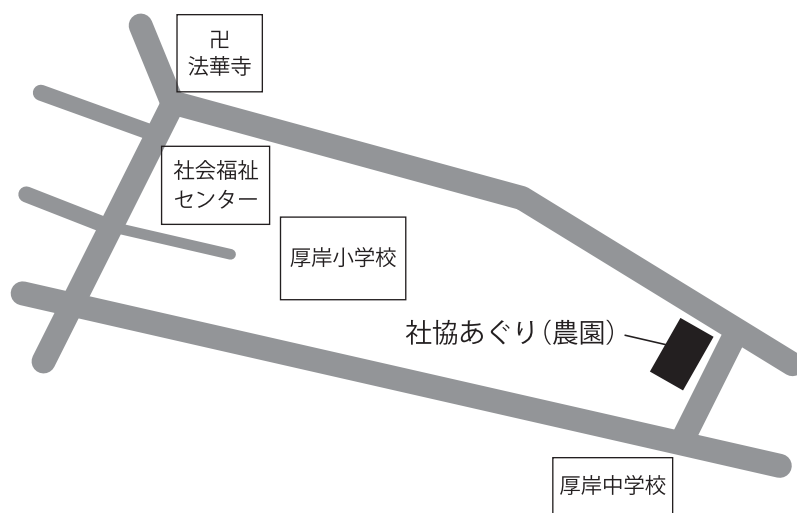 卍
法華寺
社会福祉
センター
厚岸小学校
社協あぐり（農園）
厚岸中学校